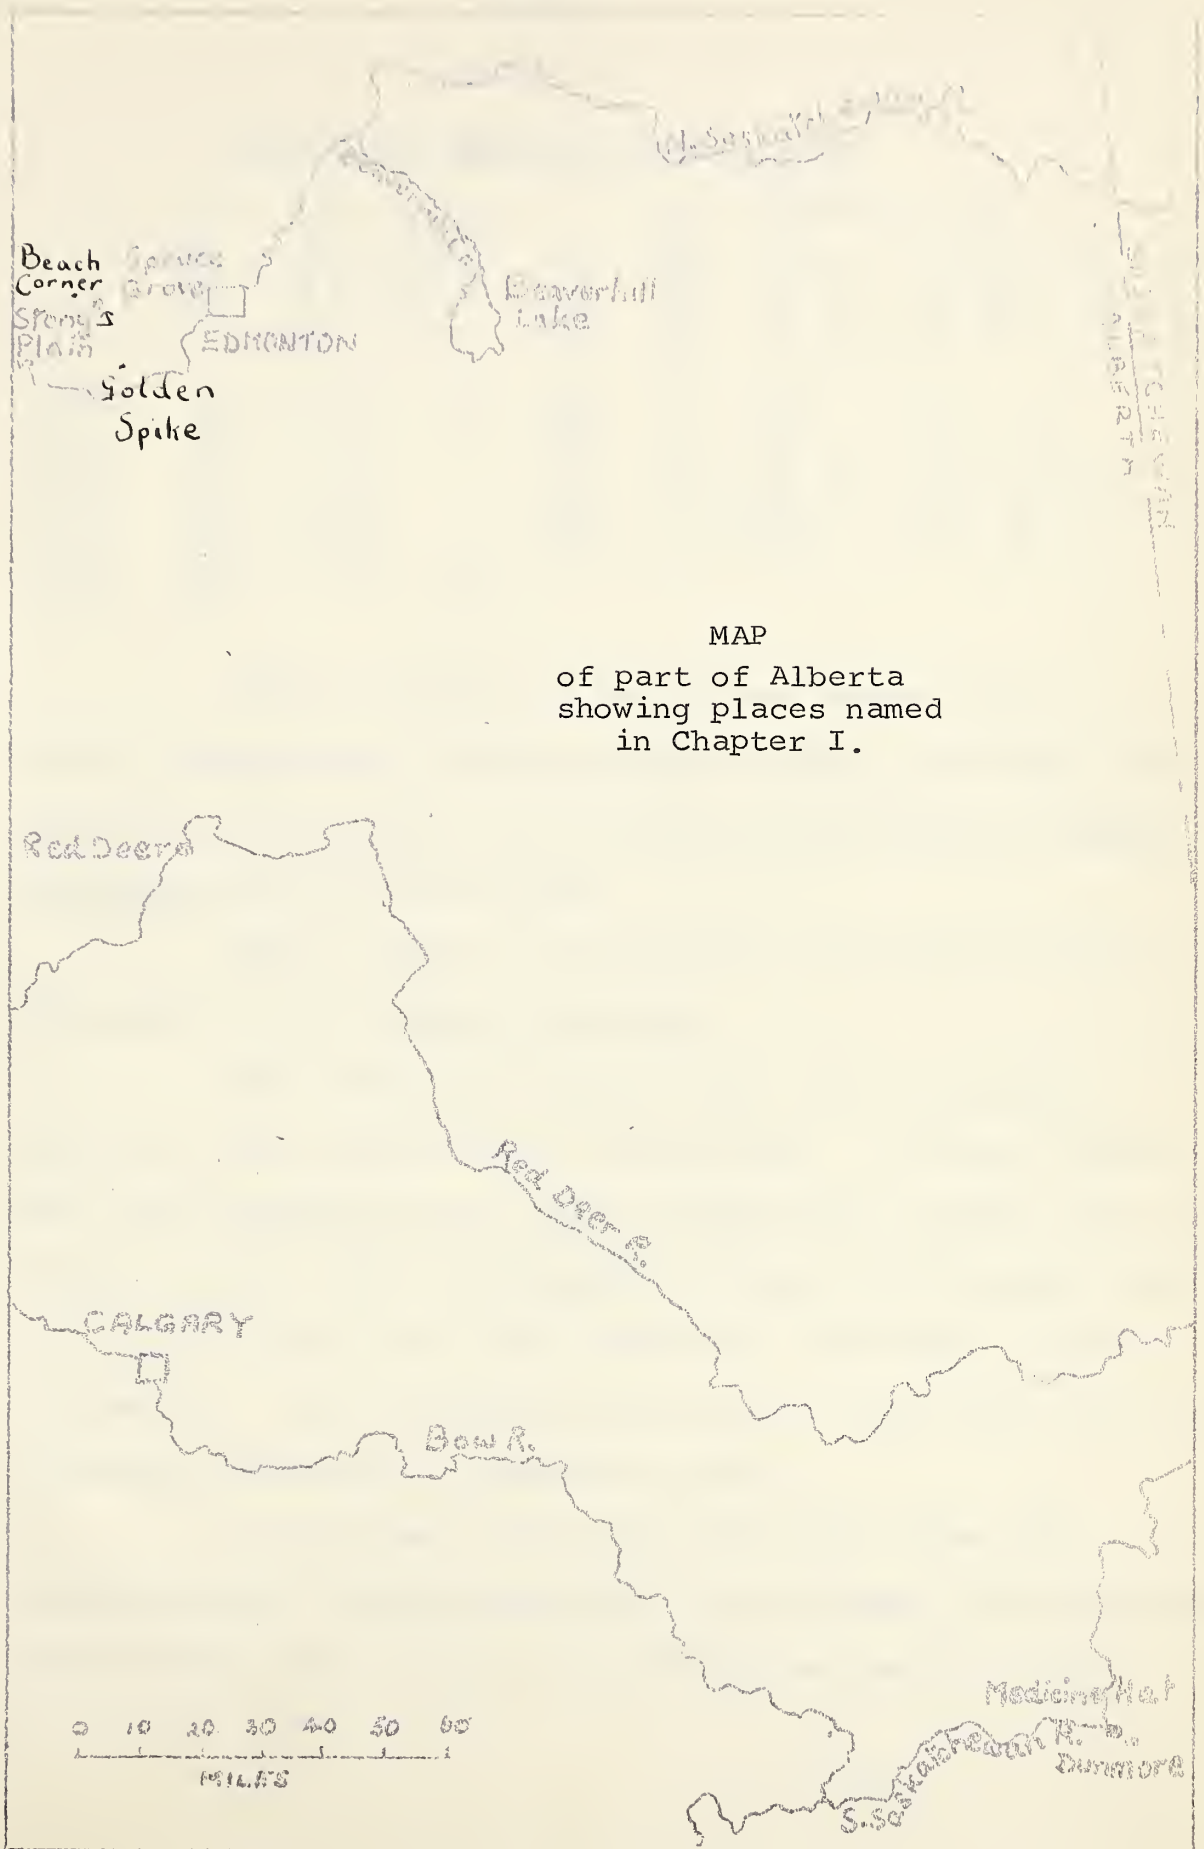 N. Saskatchewan R.
Beaverhill
Beach
Corner
Spruce
Grove
Stony
Plain
EDMONTON
Beaverhill
Lake
Golden
Spike
SASKATCHEWAN
ALBERTA
MAP
of part of Alberta
showing places named
in Chapter I.
Red Deer
Red Deer R.
CALGARY
Bow R.
Medicine Hat
S. Saskatchewan R.
Dunmore
0 10 20 30 40 50 60
MILES